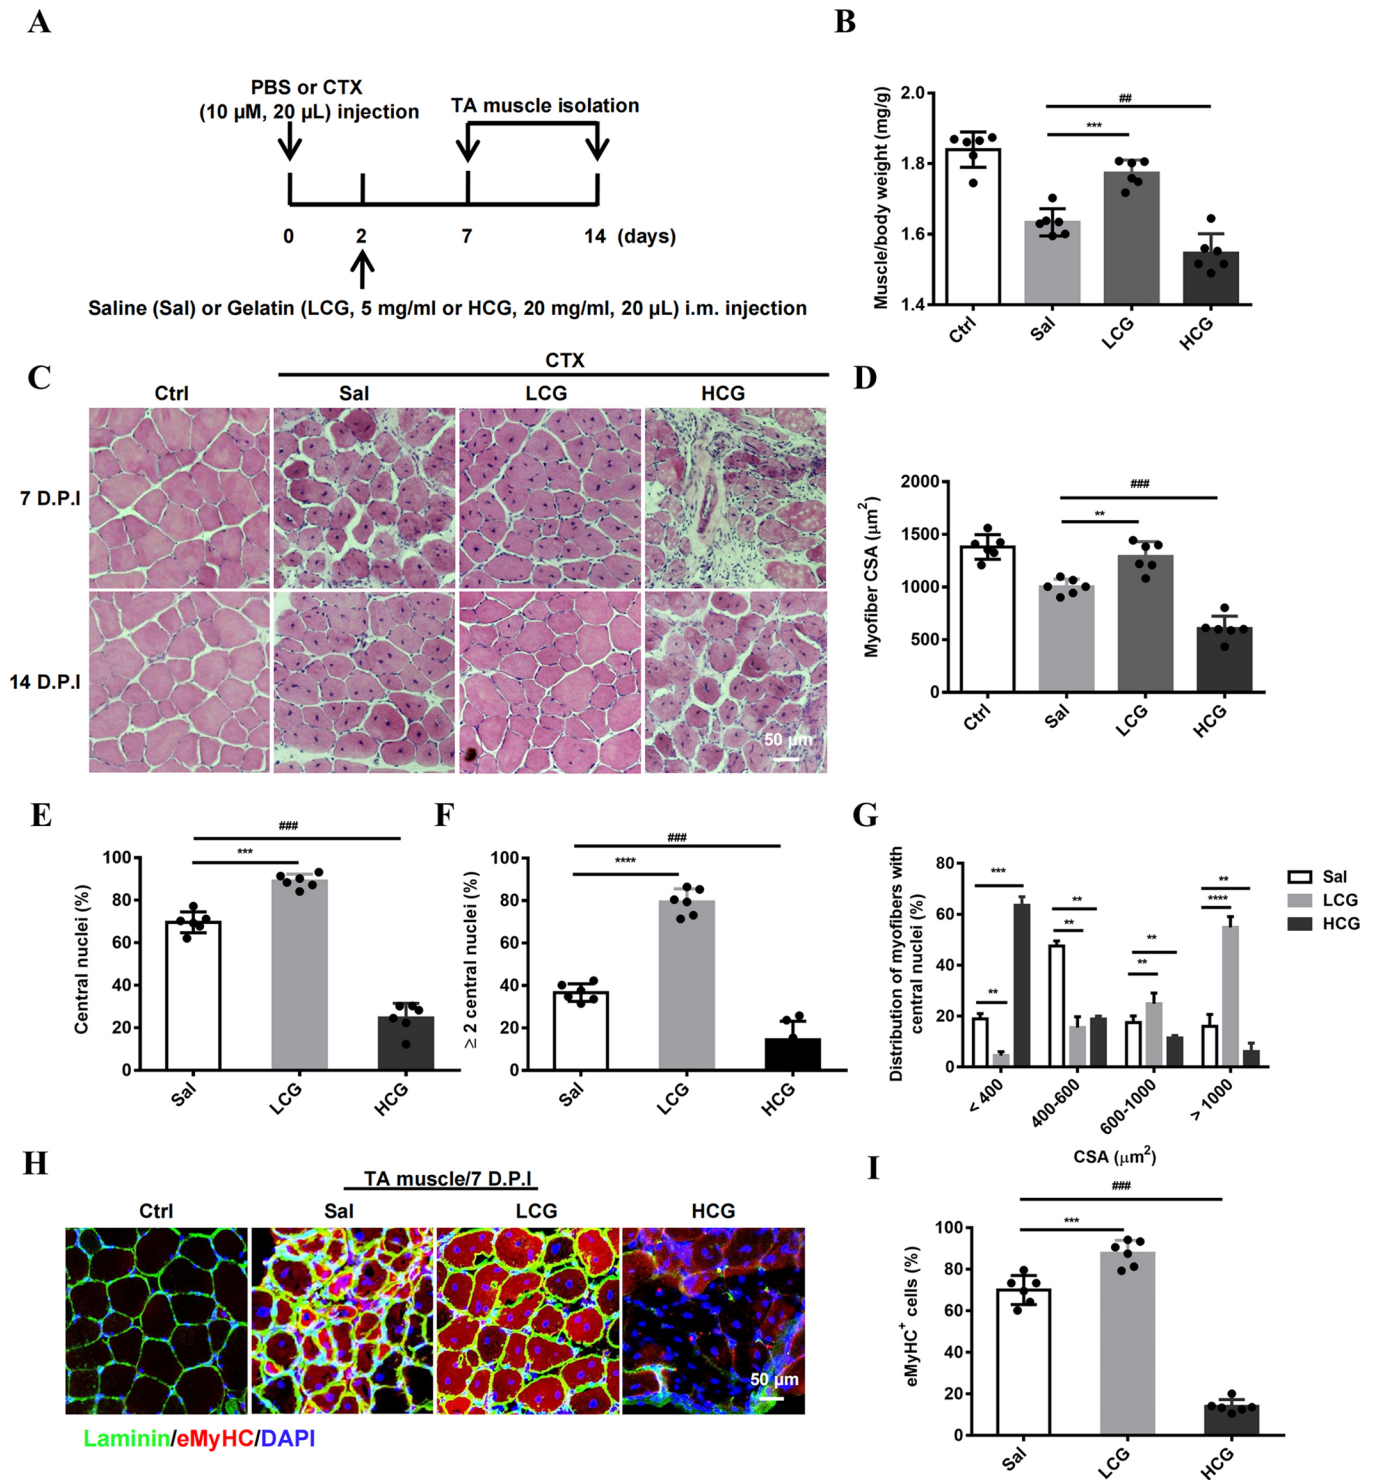 A
PBS or CTX
(10 µM, 20 µL) injection
TA muscle isolation
0 2 7 14 (days)
Saline (Sal) or Gelatin (LCG, 5 mg/ml or HCG, 20 mg/ml, 20 µL) i.m. injection
B
Muscle/body weight (mg/g)
2.0
1.8
1.6
1.4
##
***
Ctrl Sal LCG HCG
C
CTX
Ctrl Sal LCG HCG
7 D.P.I
14 D.P.I
50 µm
D
Myofiber CSA (µm²)
2000
1500
1000
500
0
###
**
Ctrl Sal LCG HCG
E
Central nuclei (%)
100
80
60
40
20
0
###
***
Sal LCG HCG
F
≥ 2 central nuclei (%)
100
80
60
40
20
0
###
****
Sal LCG HCG
G
Distribution of myofibers with
central nuclei (%)
80
60
40
20
0
***
**
**
**
**
**
**
****
< 400 400-600 600-1000 > 1000
CSA (µm²)
Sal
LCG
HCG
H
TA muscle/7 D.P.I
Ctrl Sal LCG HCG
50 µm
Laminin/eMyHC/DAPI
I
eMyHC⁺ cells (%)
100
80
60
40
20
0
###
***
Sal LCG HCG